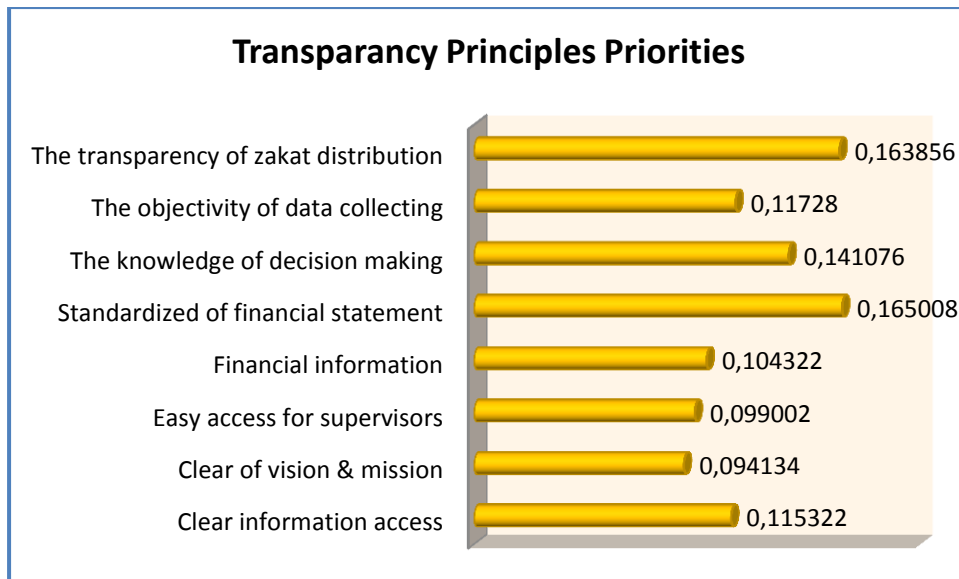 Transparancy Principles Priorities
The transparency of zakat distribution 0,163856
The objectivity of data collecting 0,11728
The knowledge of decision making 0,141076
Standardized of financial statement 0,165008
Financial information 0,104322
Easy access for supervisors 0,099002
Clear of vision & mission 0,094134
Clear information access 0,115322